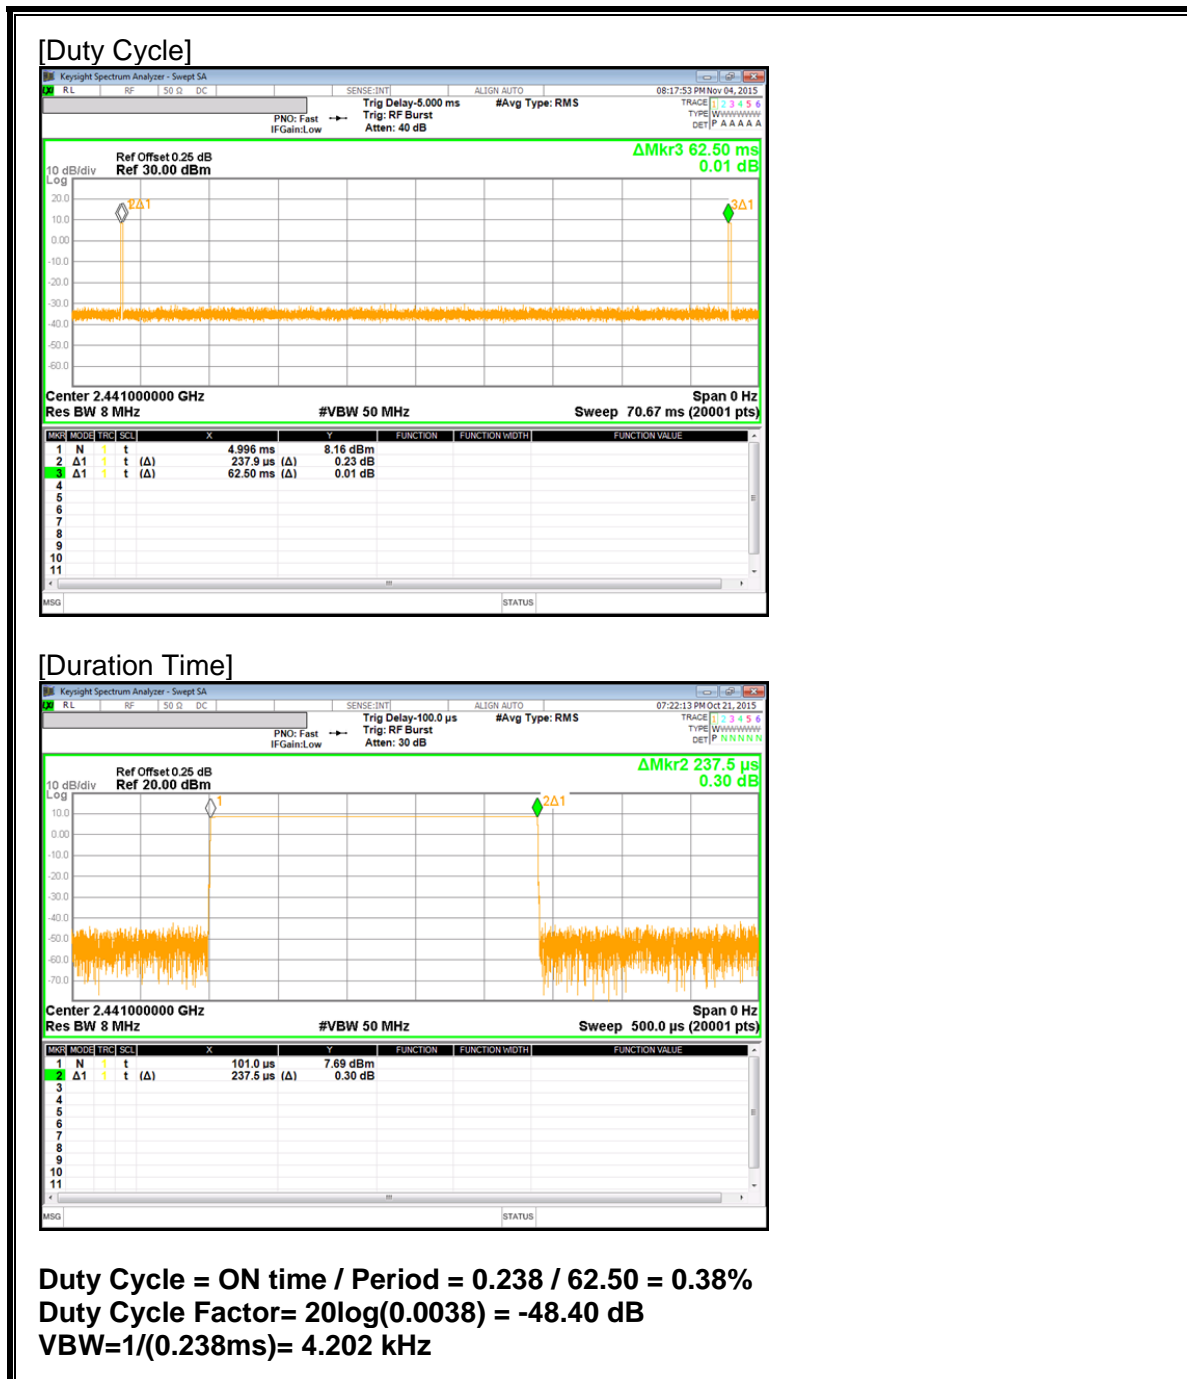 [Duty Cycle]
Keysight Spectrum Analyzer - Swept SA
RL RF 50 Ω DC SENSE:INT ALIGN AUTO 08:17:53 PM Nov 04, 2015
Trig Delay-5.000 ms #Avg Type: RMS TRACE 1 2 3 4 5 6
PNO: Fast Trig: RF Burst TYPE WWWWWWW
IFGain:Low Atten: 40 dB DET P A A A A A
ΔMkr3 62.50 ms
0.01 dB
Ref Offset 0.25 dB
10 dB/div Ref 30.00 dBm
Log
20.0
10.0
0.00
-10.0
-20.0
-30.0
-40.0
-50.0
-60.0
2Δ1
3Δ1
Center 2.441000000 GHz Span 0 Hz
Res BW 8 MHz #VBW 50 MHz Sweep 70.67 ms (20001 pts)
MKR MODE TRC SCL X Y FUNCTION FUNCTION WIDTH FUNCTION VALUE
1 N 1 t 4.996 ms 8.16 dBm
2 Δ1 1 t (Δ) 237.9 µs (Δ) 0.23 dB
3 Δ1 1 t (Δ) 62.50 ms (Δ) 0.01 dB
4
5
6
7
8
9
10
11
MSG STATUS
[Duration Time]
Keysight Spectrum Analyzer - Swept SA
RL RF 50 Ω DC SENSE:INT ALIGN AUTO 07:22:13 PM Oct 21, 2015
Trig Delay-100.0 µs #Avg Type: RMS TRACE 1 2 3 4 5 6
PNO: Fast Trig: RF Burst TYPE WWWWWWW
IFGain:Low Atten: 30 dB DET P N N N N N
ΔMkr2 237.5 µs
0.30 dB
Ref Offset 0.25 dB
10 dB/div Ref 20.00 dBm
Log
10.0
0.00
-10.0
-20.0
-30.0
-40.0
-50.0
-60.0
-70.0
1
2Δ1
Center 2.441000000 GHz Span 0 Hz
Res BW 8 MHz #VBW 50 MHz Sweep 500.0 µs (20001 pts)
MKR MODE TRC SCL X Y FUNCTION FUNCTION WIDTH FUNCTION VALUE
1 N 1 t 101.0 µs 7.69 dBm
2 Δ1 1 t (Δ) 237.5 µs (Δ) 0.30 dB
3
4
5
6
7
8
9
10
11
MSG STATUS
Duty Cycle = ON time / Period = 0.238 / 62.50 = 0.38%
Duty Cycle Factor= 20log(0.0038) = -48.40 dB
VBW=1/(0.238ms)= 4.202 kHz